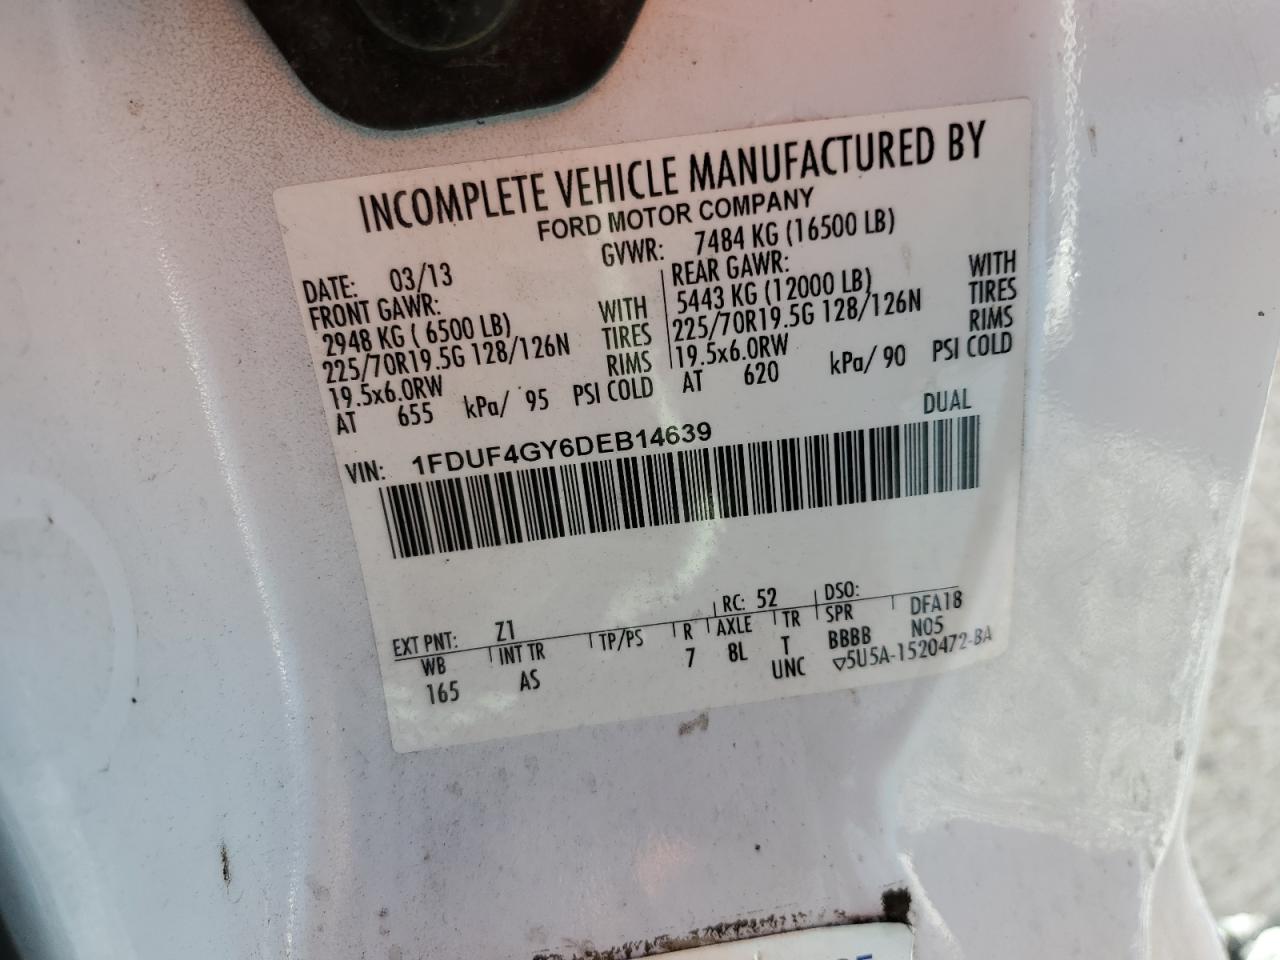 INCOMPLETE VEHICLE MANUFACTURED BY
FORD MOTOR COMPANY
DATE: 03/13 GVWR: 7484 KG (16500 LB)
FRONT GAWR: REAR GAWR:
2948 KG ( 6500 LB) WITH 5443 KG (12000 LB) WITH
225/70R19.5G 128/126N TIRES 225/70R19.5G 128/126N TIRES
19.5x6.0RW RIMS 19.5x6.0RW RIMS
AT 655 kPa/ 95 PSI COLD AT 620 kPa/ 90 PSI COLD
DUAL
VIN: 1FDUF4GY6DEB14639
EXT PNT: Z1 RC: 52 DSO:
WB INT TR TP/PS R AXLE TR SPR DFA18
165 AS 7 8L T BBBB N05
UNC ▽5U5A-1520472-BA